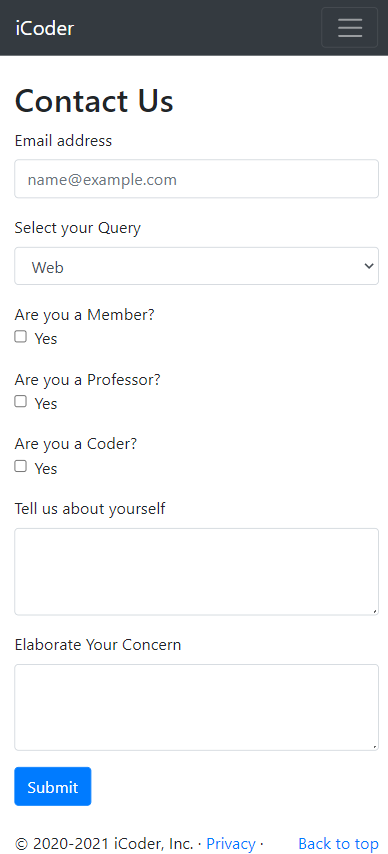 iCoder
Contact Us
Email address
name@example.com
Select your Query
Web
Are you a Member?
Yes
Are you a Professor?
Yes
Are you a Coder?
Yes
Tell us about yourself
Elaborate Your Concern
Submit
© 2020-2021 iCoder, Inc. · Privacy · Back to top